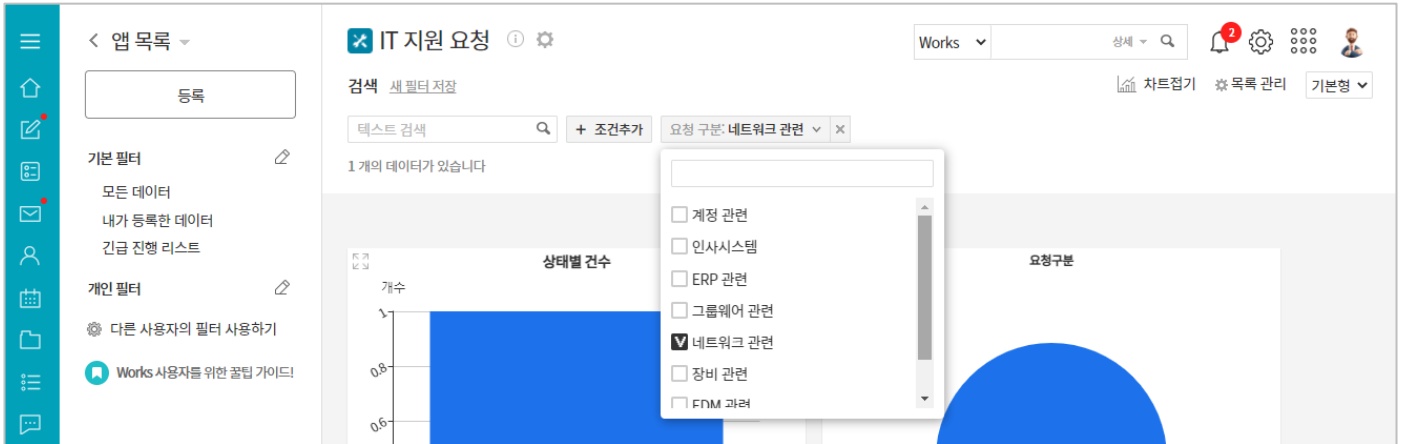 앱 목록
등록
기본 필터
모든 데이터
내가 등록한 데이터
긴급 진행 리스트
개인 필터
다른 사용자의 필터 사용하기
Works 사용자를 위한 꿀팁 가이드!
IT 지원 요청
Works
상세
2
검색 새 필터 저장
차트접기 목록 관리 기본형
텍스트 검색
+ 조건추가
요청 구분: 네트워크 관련
1 개의 데이터가 있습니다
계정 관련
인사시스템
ERP 관련
그룹웨어 관련
네트워크 관련
장비 관련
EDM 관련
상태별 건수
개수
1
0.8
0.6
요청구분